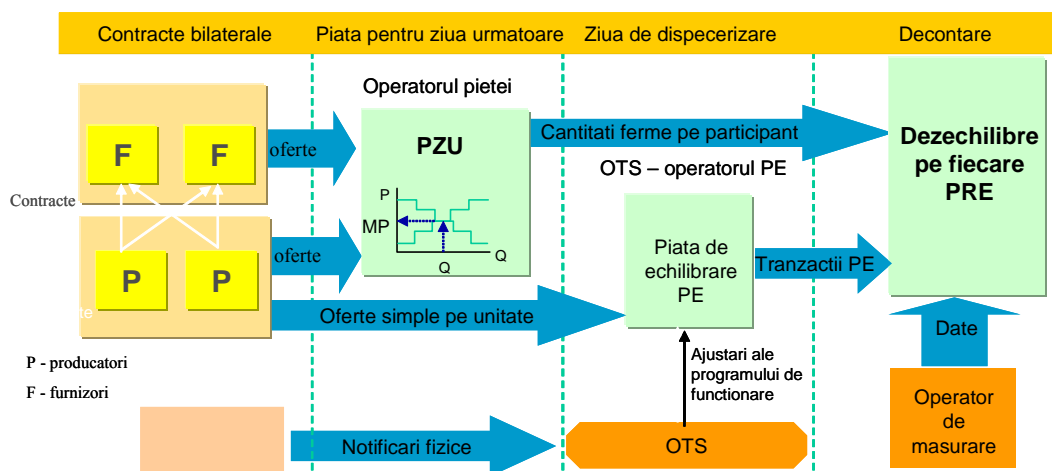 Contracte bilaterale
Piata pentru ziua urmatoare
Ziua de dispecerizare
Decontare
Operatorul pietei
F
F
oferte
PZU
Cantitati ferme pe participant
Dezechilibre
pe fiecare
PRE
OTS – operatorul PE
Contracte
P
MP
Q
Q
oferte
P
P
Piata de
echilibrare
PE
Tranzactii PE
te
Oferte simple pe unitate
Date
P - producatori
F - furnizori
Ajustari ale
programului de
functionare
Operator
de
masurare
Notificari fizice
OTS